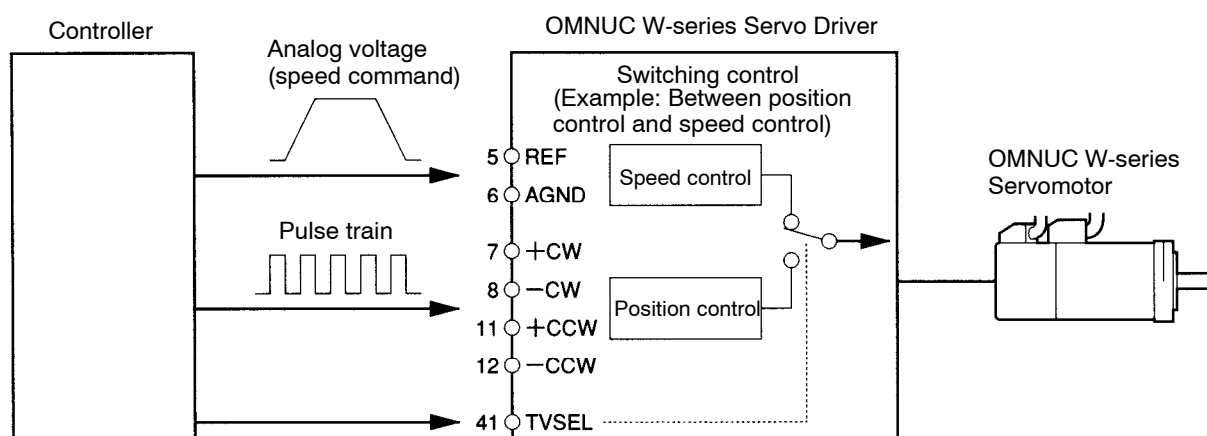 Controller
OMNUC W-series Servo Driver
Analog voltage
(speed command)
Switching control
(Example: Between position
control and speed control)
5 REF
6 AGND
Speed control
OMNUC W-series
Servomotor
Pulse train
7 +CW
8 −CW
11 +CCW
12 −CCW
Position control
41 TVSEL